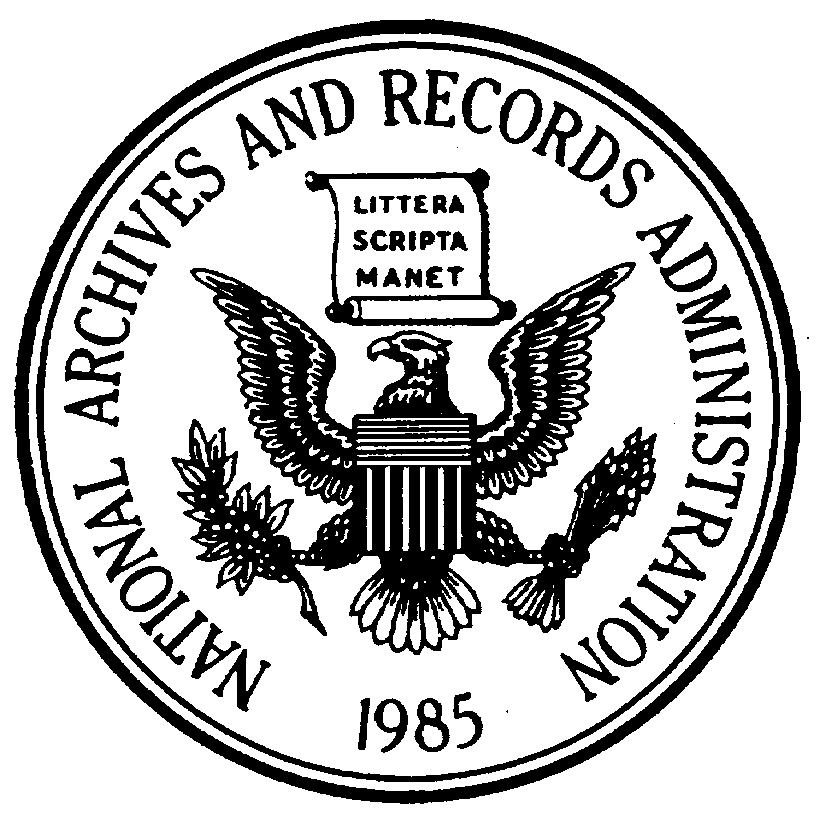 NATIONAL ARCHIVES AND RECORDS ADMINISTRATION
LITTERA
SCRIPTA
MANET
1985